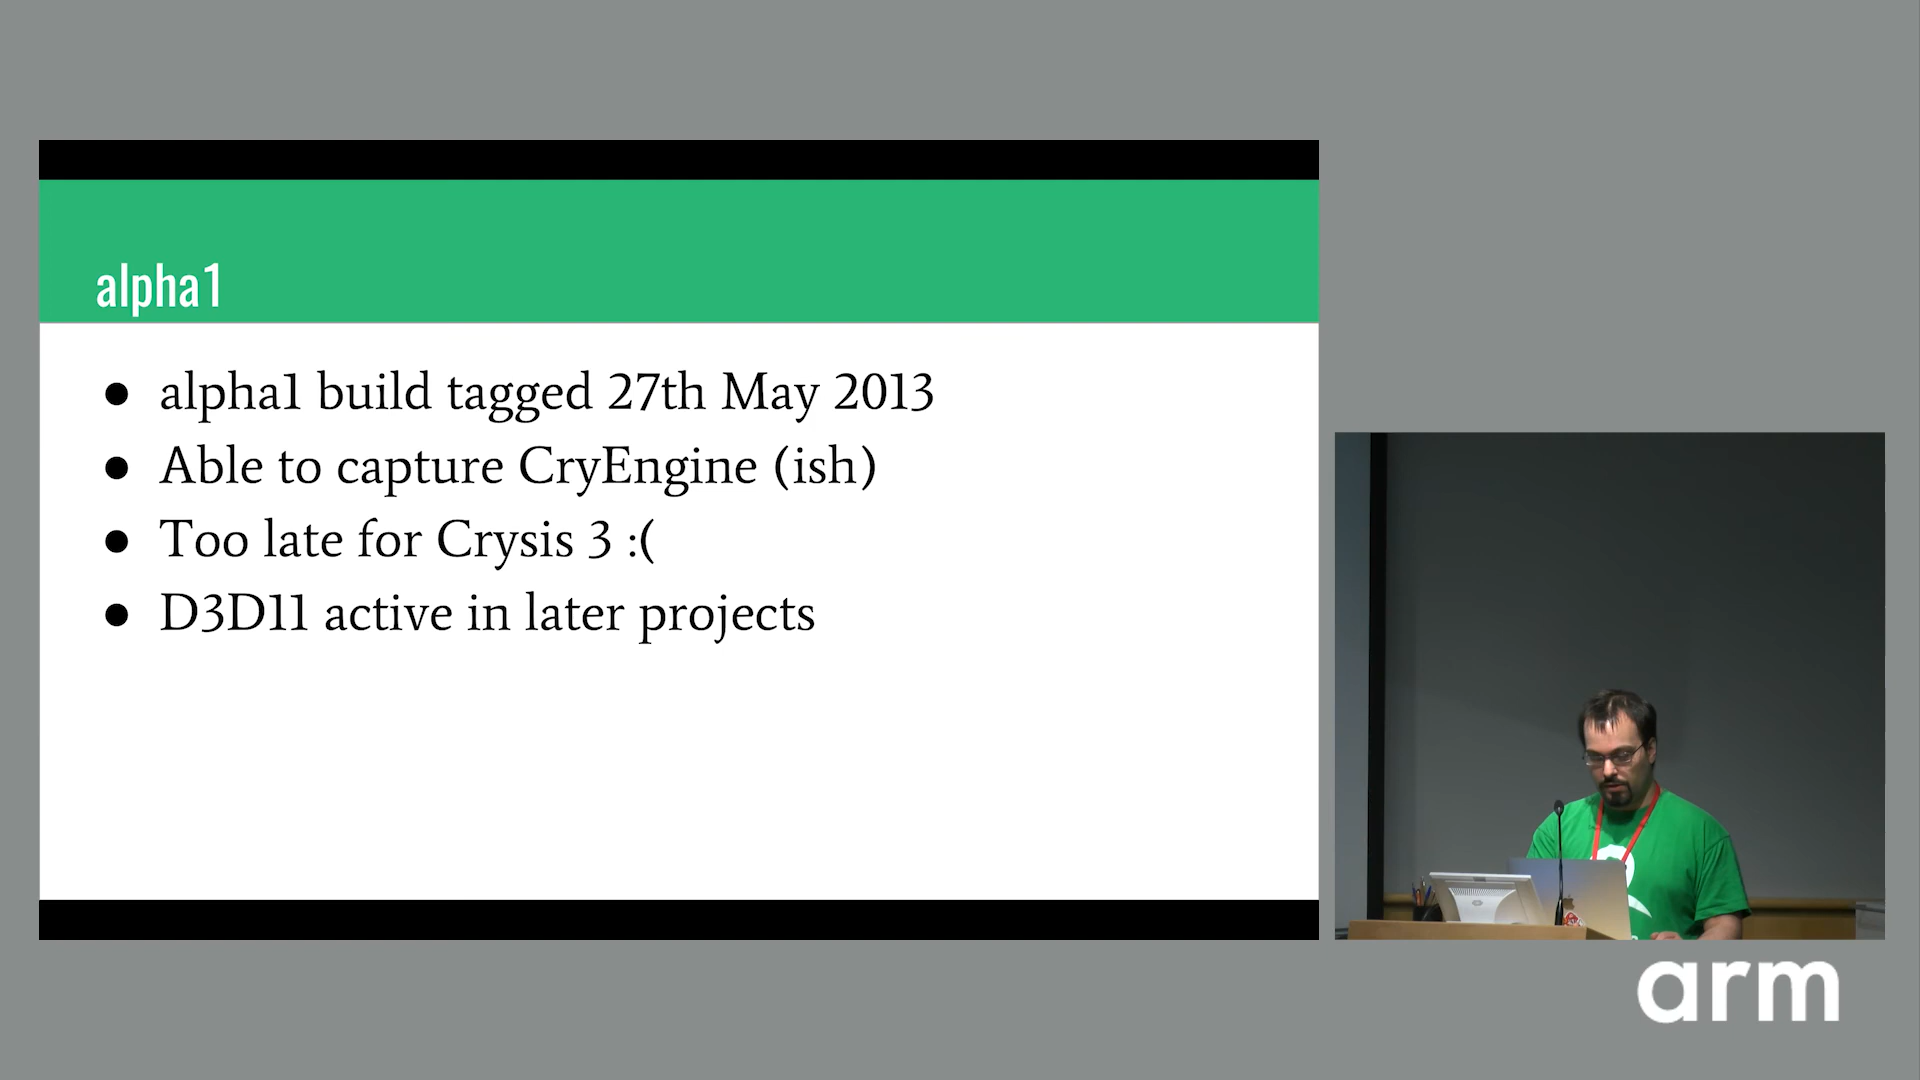 alpha1
● alpha1 build tagged 27th May 2013
● Able to capture CryEngine (ish)
● Too late for Crysis 3 :(
● D3D11 active in later projects
arm